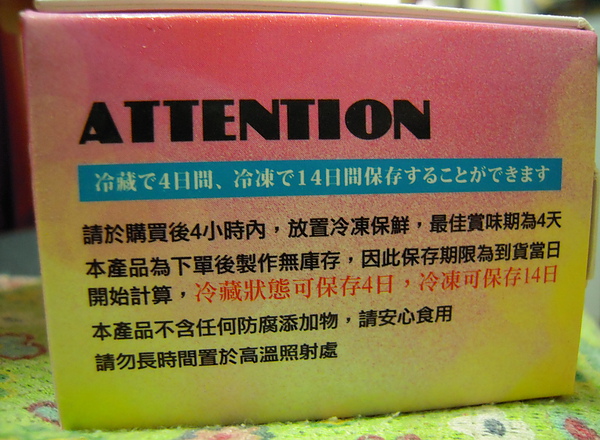 ATTENTION
冷蔵で4日間、冷凍で14日間保存することができます
請於購買後4小時內，放置冷凍保鮮，最佳賞味期為4天
本產品為下單後製作無庫存，因此保存期限為到貨當日
開始計算，冷藏狀態可保存4日，冷凍可保存14日
本產品不含任何防腐添加物，請安心食用
請勿長時間置於高溫照射處